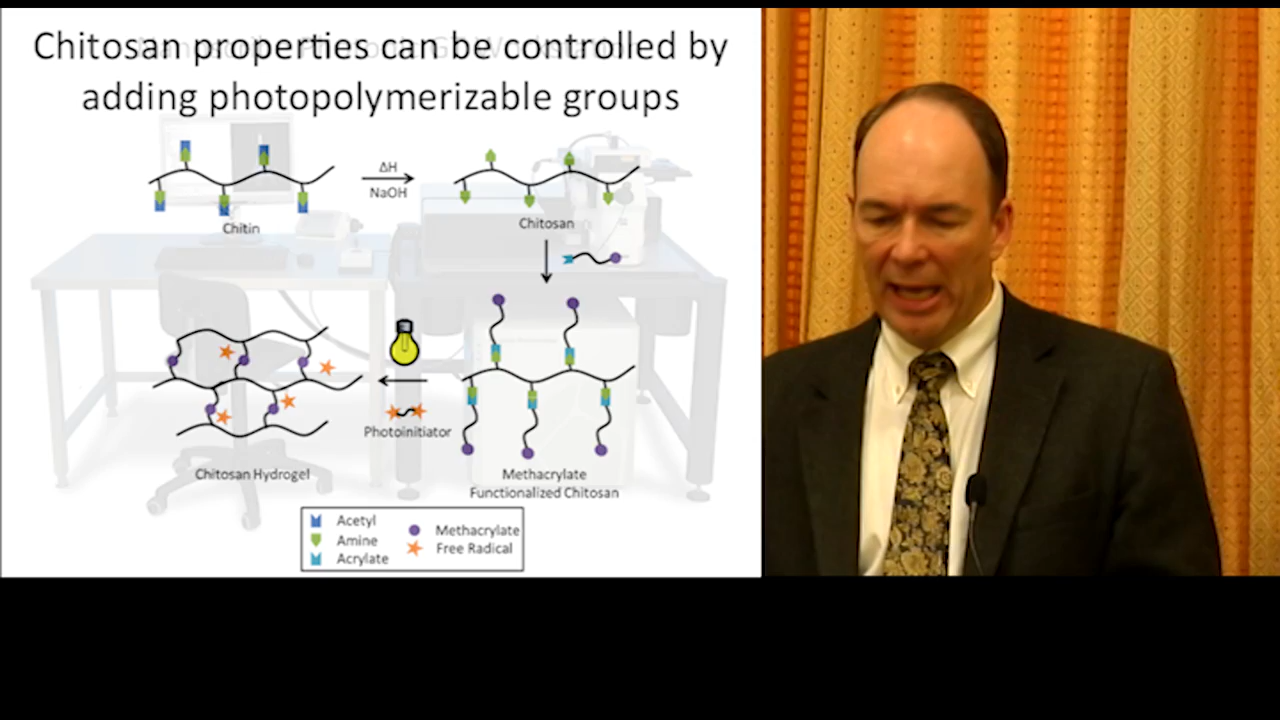 Chitosan properties can be controlled by
adding photopolymerizable groups
ΔH
NaOH
Chitin
Chitosan
Photoinitiator
Chitosan Hydrogel
Methacrylate
Functionalized Chitosan
Acetyl
Amine
Acrylate
Methacrylate
Free Radical